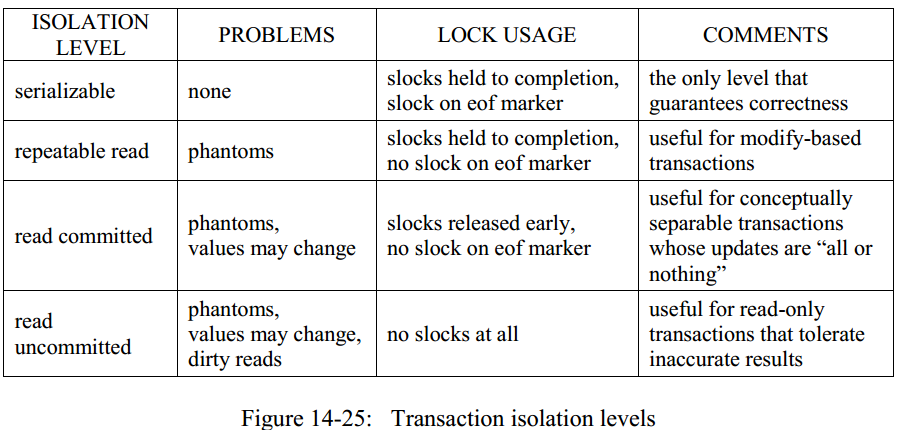 ISOLATION
LEVEL
PROBLEMS
LOCK USAGE
COMMENTS
serializable
none
slocks held to completion,
slock on eof marker
the only level that
guarantees correctness
repeatable read
phantoms
slocks held to completion,
no slock on eof marker
useful for modify-based
transactions
read committed
phantoms,
values may change
slocks released early,
no slock on eof marker
useful for conceptually
separable transactions
whose updates are “all or
nothing”
read
uncommitted
phantoms,
values may change,
dirty reads
no slocks at all
useful for read-only
transactions that tolerate
inaccurate results
Figure 14-25: Transaction isolation levels